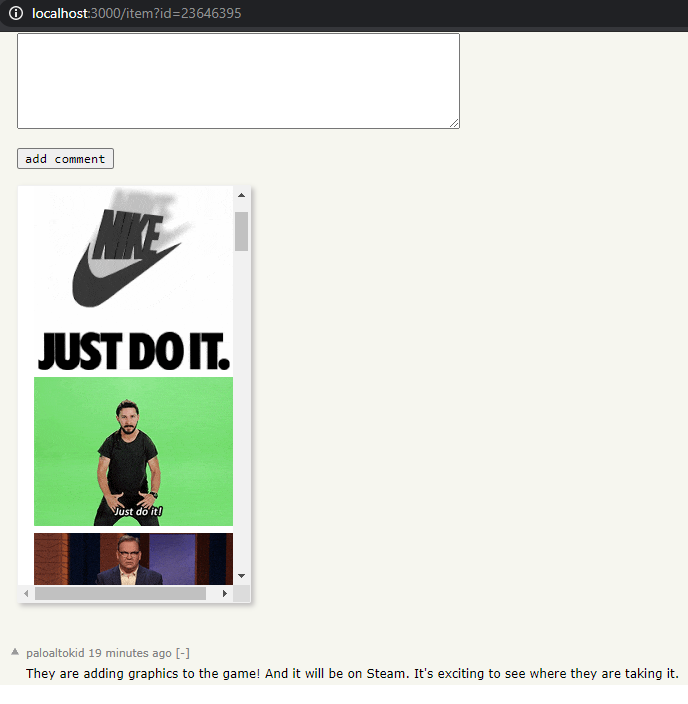 localhost:3000/item?id=23646395
add comment
NIKE
JUST DO IT.
Just do it!
paloaltokid 19 minutes ago [-]
They are adding graphics to the game! And it will be on Steam. It's exciting to see where they are taking it.